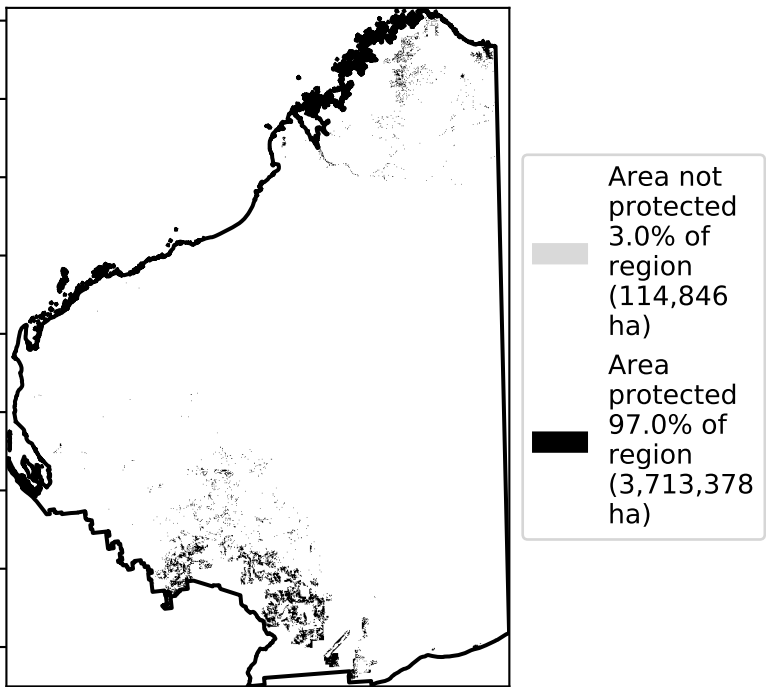 Area not
protected
3.0% of
region
(114,846
ha)
Area
protected
97.0% of
region
(3,713,378
ha)